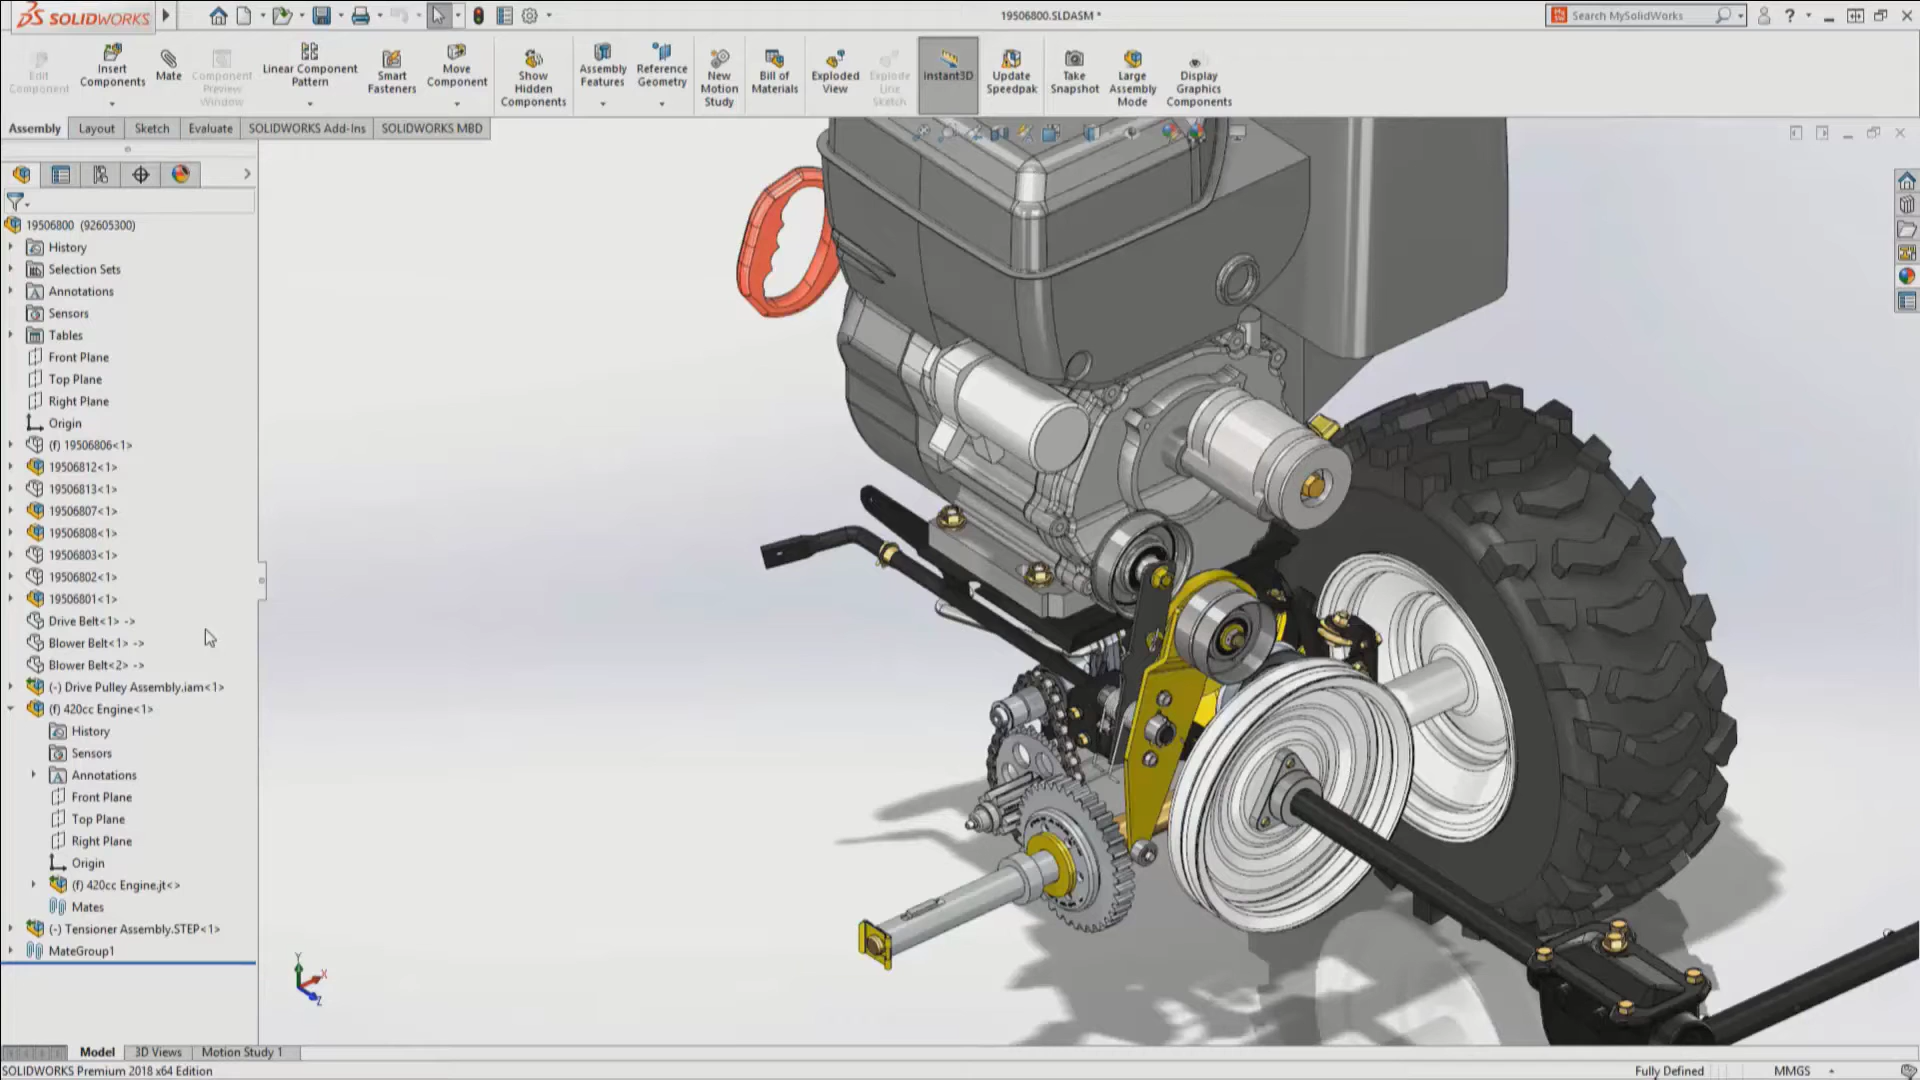 SOLIDWORKS
19506800.SLDASM *
Search MySolidWorks
?
Edit Component
Insert Components
Mate
Component Preview Window
Linear Component Pattern
Smart Fasteners
Move Component
Show Hidden Components
Assembly Features
Reference Geometry
New Motion Study
Bill of Materials
Exploded View
Explode Line Sketch
Instant3D
Update Speedpak
Take Snapshot
Large Assembly Mode
Display Graphics Components
Assembly
Layout
Sketch
Evaluate
SOLIDWORKS Add-Ins
SOLIDWORKS MBD
19506800 (92605300)
History
Selection Sets
Annotations
Sensors
Tables
Front Plane
Top Plane
Right Plane
Origin
(f) 19506806<1>
19506812<1>
19506813<1>
19506807<1>
19506808<1>
19506803<1>
19506802<1>
19506801<1>
Drive Belt<1> ->
Blower Belt<1> ->
Blower Belt<2> ->
(-) Drive Pulley Assembly.iam<1>
(f) 420cc Engine<1>
History
Sensors
Annotations
Front Plane
Top Plane
Right Plane
Origin
(f) 420cc Engine.jt<>
Mates
(-) Tensioner Assembly.STEP<1>
MateGroup1
Y
X
Z
Model
3D Views
Motion Study 1
SOLIDWORKS Premium 2018 x64 Edition
Fully Defined
MMGS